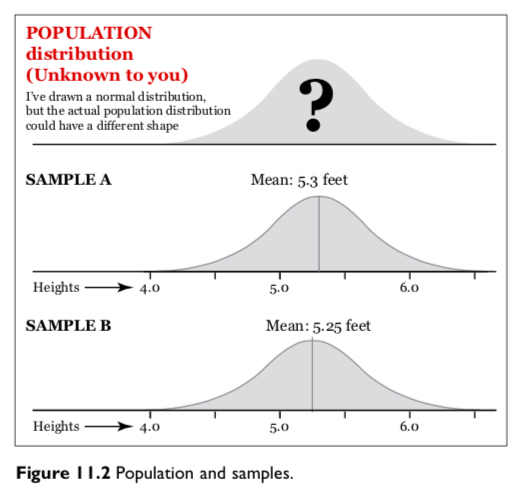 POPULATION
distribution
(Unknown to you)
I've drawn a normal distribution,
but the actual population distribution
could have a different shape
?
SAMPLE A
Mean: 5.3 feet
Heights 4.0 5.0 6.0
SAMPLE B
Mean: 5.25 feet
Heights 4.0 5.0 6.0
Figure 11.2 Population and samples.